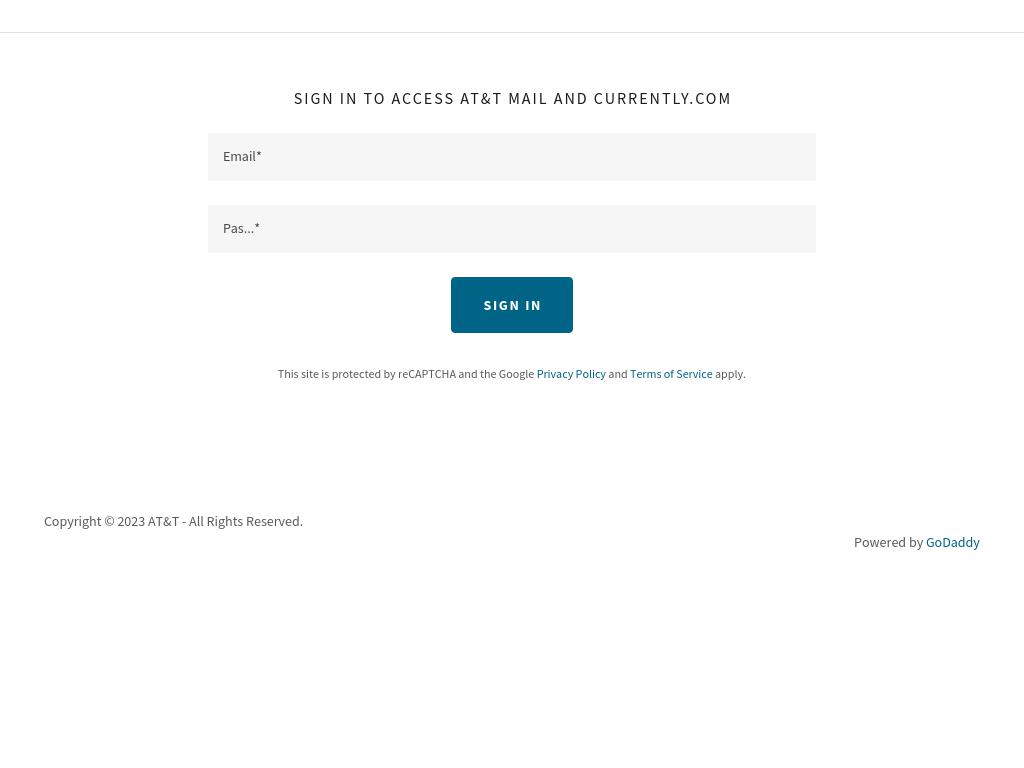 SIGN IN TO ACCESS AT&T MAIL AND CURRENTLY.COM
Email*
Pas...*
SIGN IN
This site is protected by reCAPTCHA and the Google Privacy Policy and Terms of Service apply.
Copyright © 2023 AT&T - All Rights Reserved.
Powered by GoDaddy